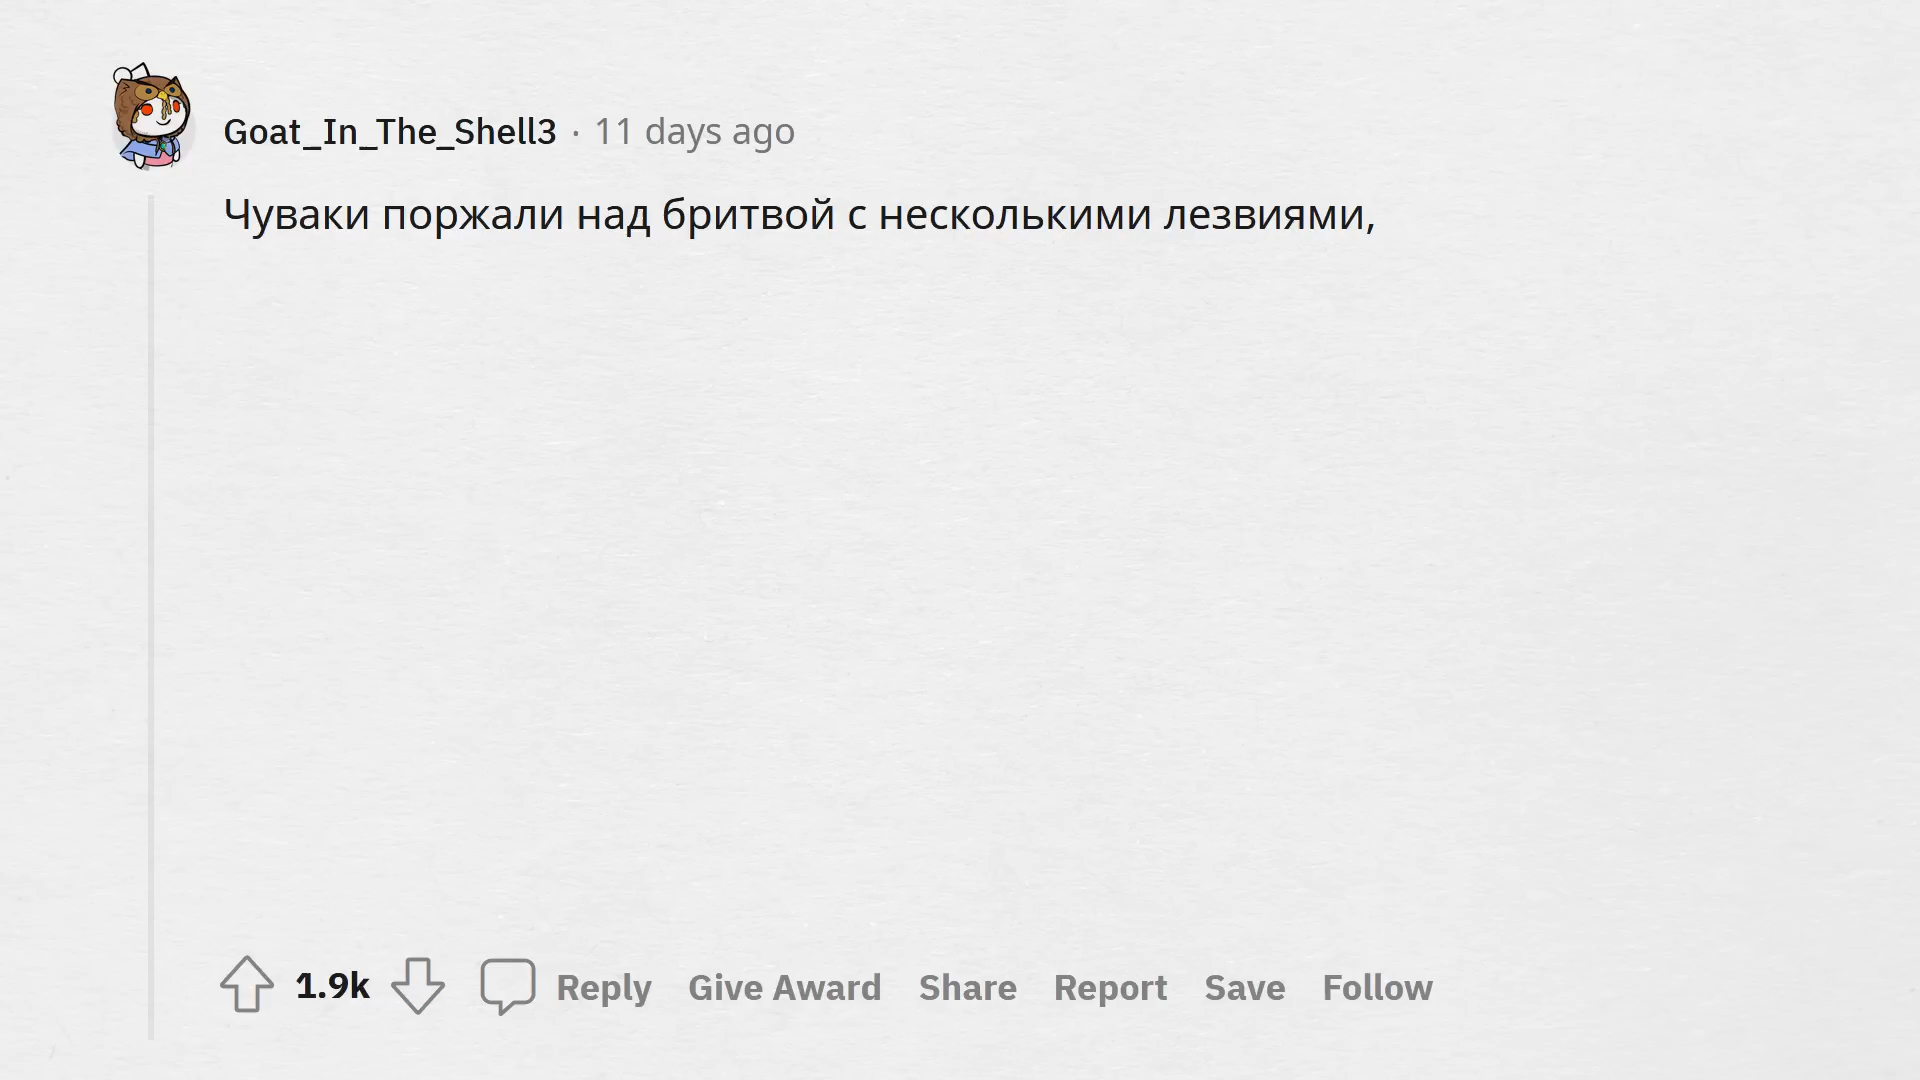 Goat_In_The_Shell3 · 11 days ago
Чуваки поржали над бритвой с несколькими лезвиями,
1.9k Reply Give Award Share Report Save Follow